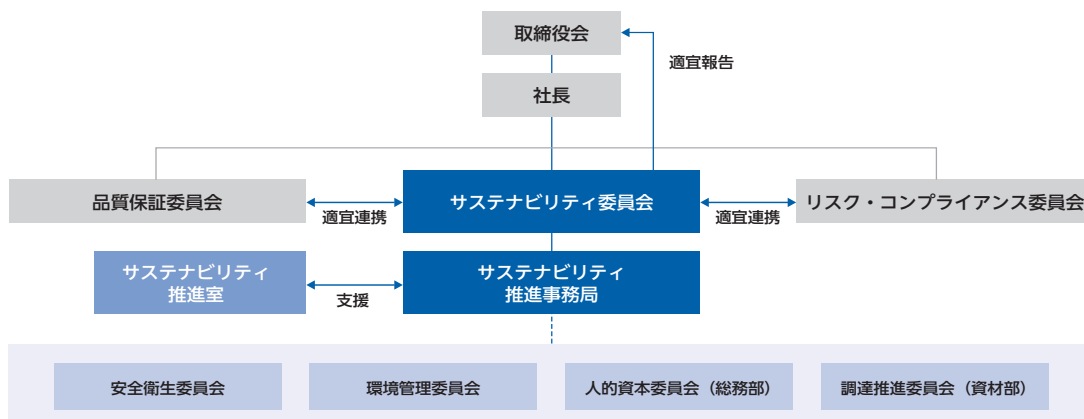 取締役会
適宜報告
社長
品質保証委員会
適宜連携
サステナビリティ委員会
適宜連携
リスク・コンプライアンス委員会
サステナビリティ
推進室
支援
サステナビリティ
推進事務局
安全衛生委員会
環境管理委員会
人的資本委員会（総務部）
調達推進委員会（資材部）